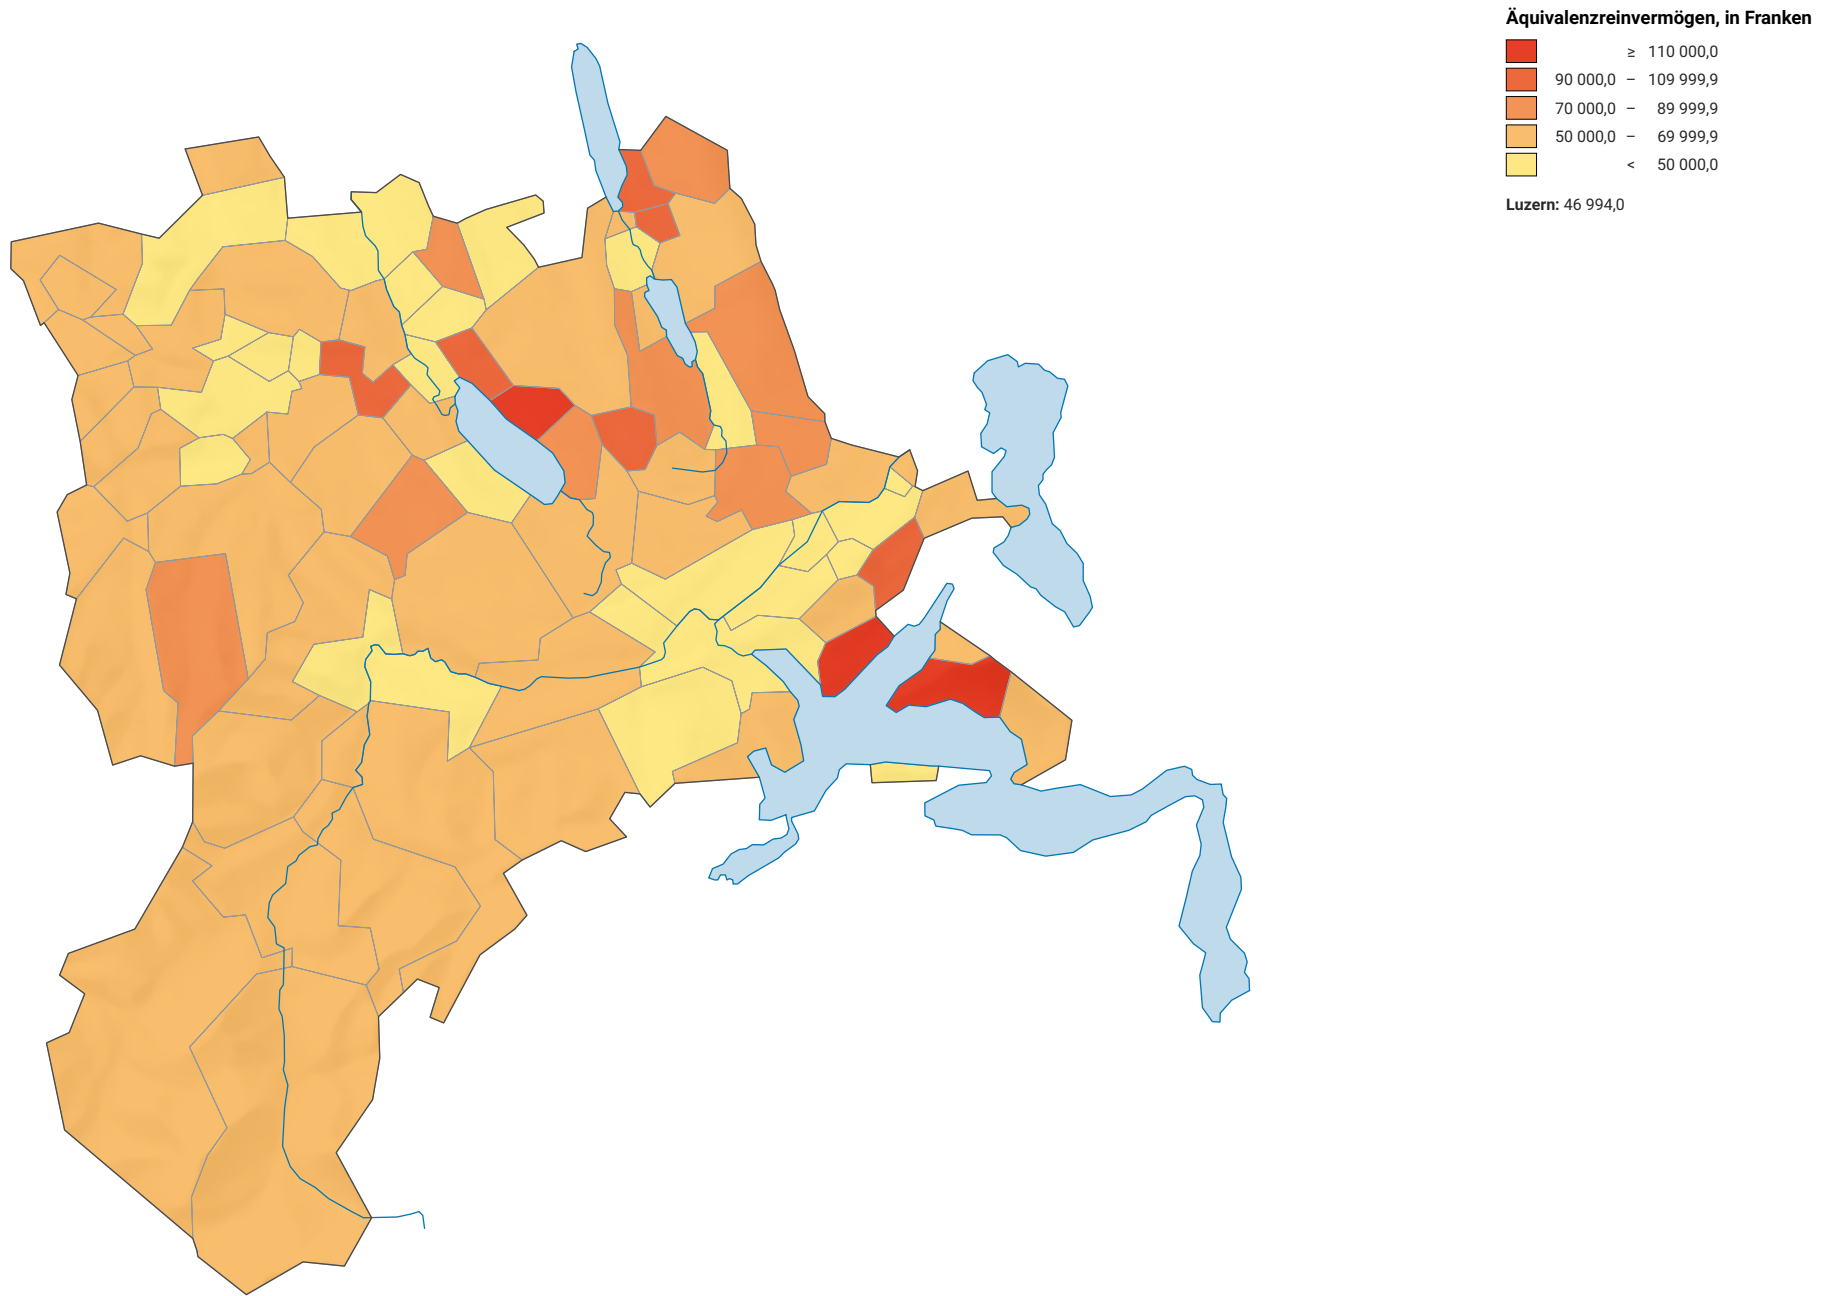 Äquivalenzreinvermögen, in Franken
≥ 110 000,0
90 000,0 – 109 999,9
70 000,0 – 89 999,9
50 000,0 – 69 999,9
< 50 000,0
Luzern: 46 994,0